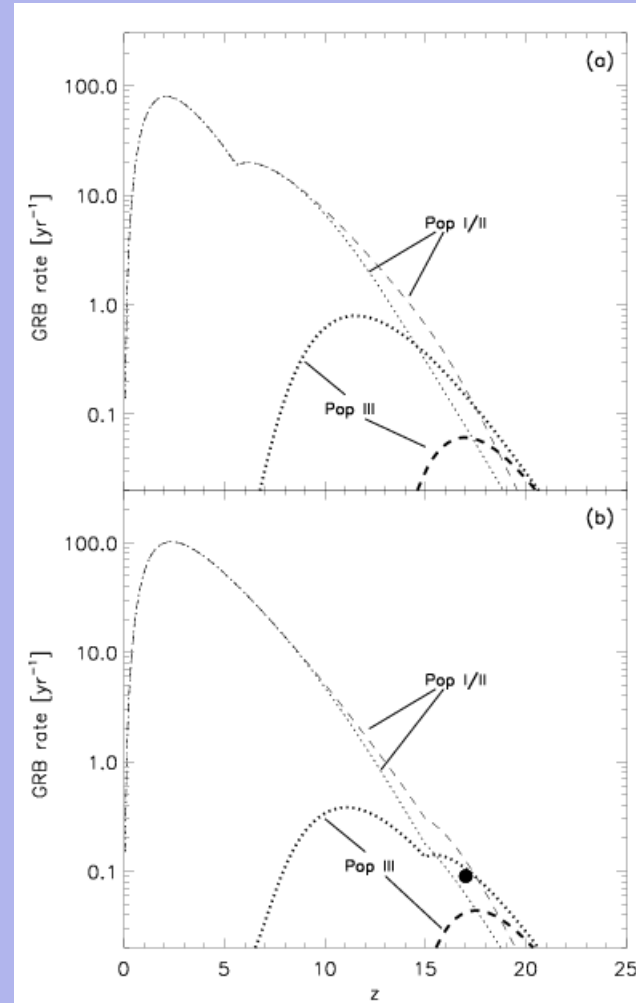 (a)
100.0
10.0
1.0
0.1
GRB rate [yr⁻¹]
Pop I/II
Pop III
(b)
100.0
10.0
1.0
0.1
GRB rate [yr⁻¹]
Pop I/II
Pop III
0 5 10 15 20 25
z